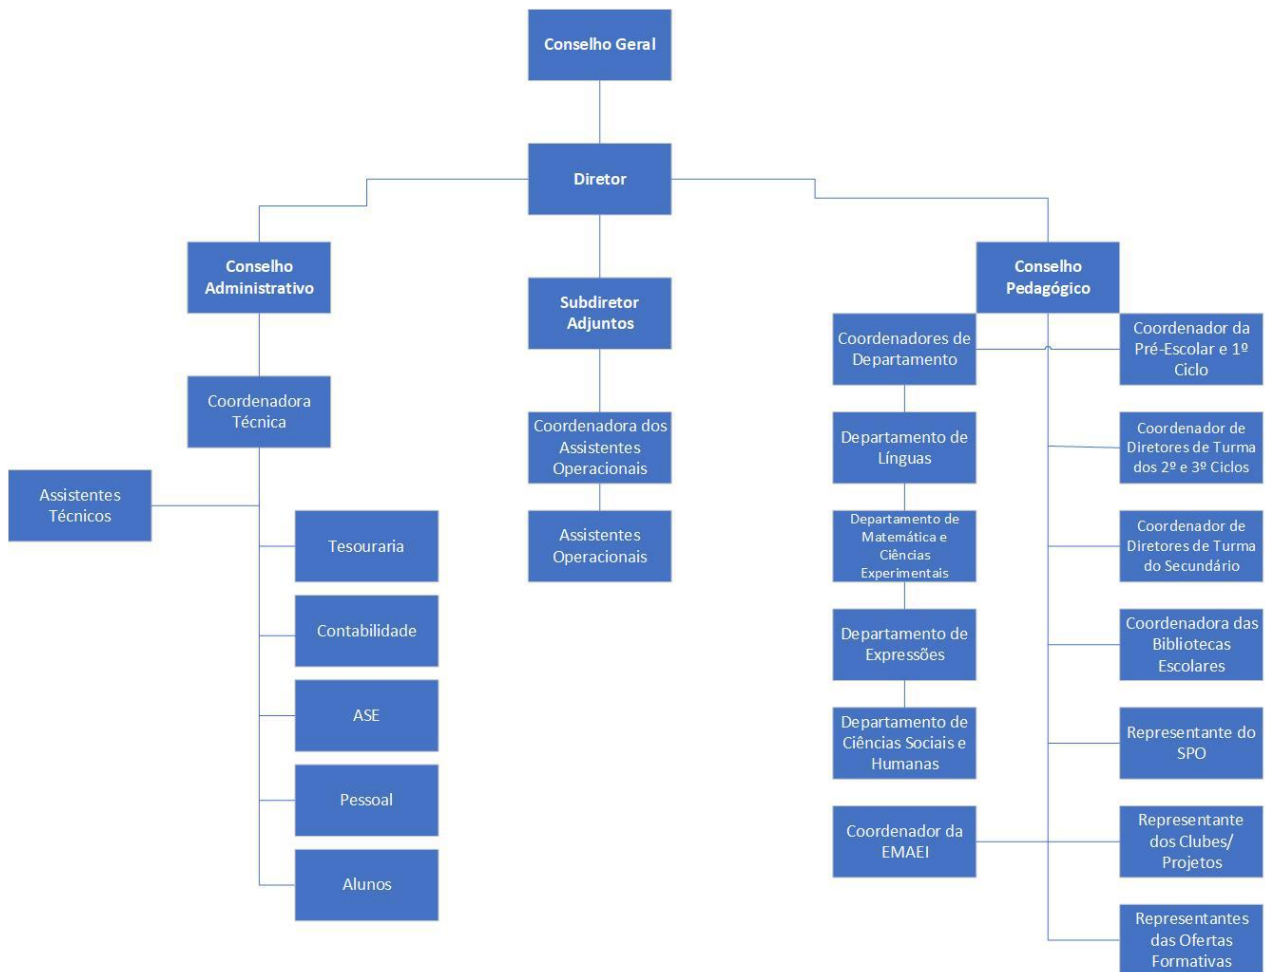 Conselho Geral
Diretor
Conselho
Administrativo
Subdiretor
Adjuntos
Conselho
Pedagógico
Coordenadora
Técnica
Assistentes
Técnicos
Tesouraria
Contabilidade
ASE
Pessoal
Alunos
Coordenadora dos
Assistentes
Operacionais
Assistentes
Operacionais
Coordenadores de
Departamento
Departamento de
Línguas
Departamento de
Matemática e
Ciências
Experimentais
Departamento de
Expressões
Departamento de
Ciências Sociais e
Humanas
Coordenador da
EMAEI
Coordenador da
Pré-Escolar e 1º
Ciclo
Coordenador de
Diretores de Turma
dos 2º e 3º Ciclos
Coordenador de
Diretores de Turma
do Secundário
Coordenadora das
Bibliotecas
Escolares
Representante do
SPO
Representante
dos Clubes/
Projetos
Representantes
das Ofertas
Formativas